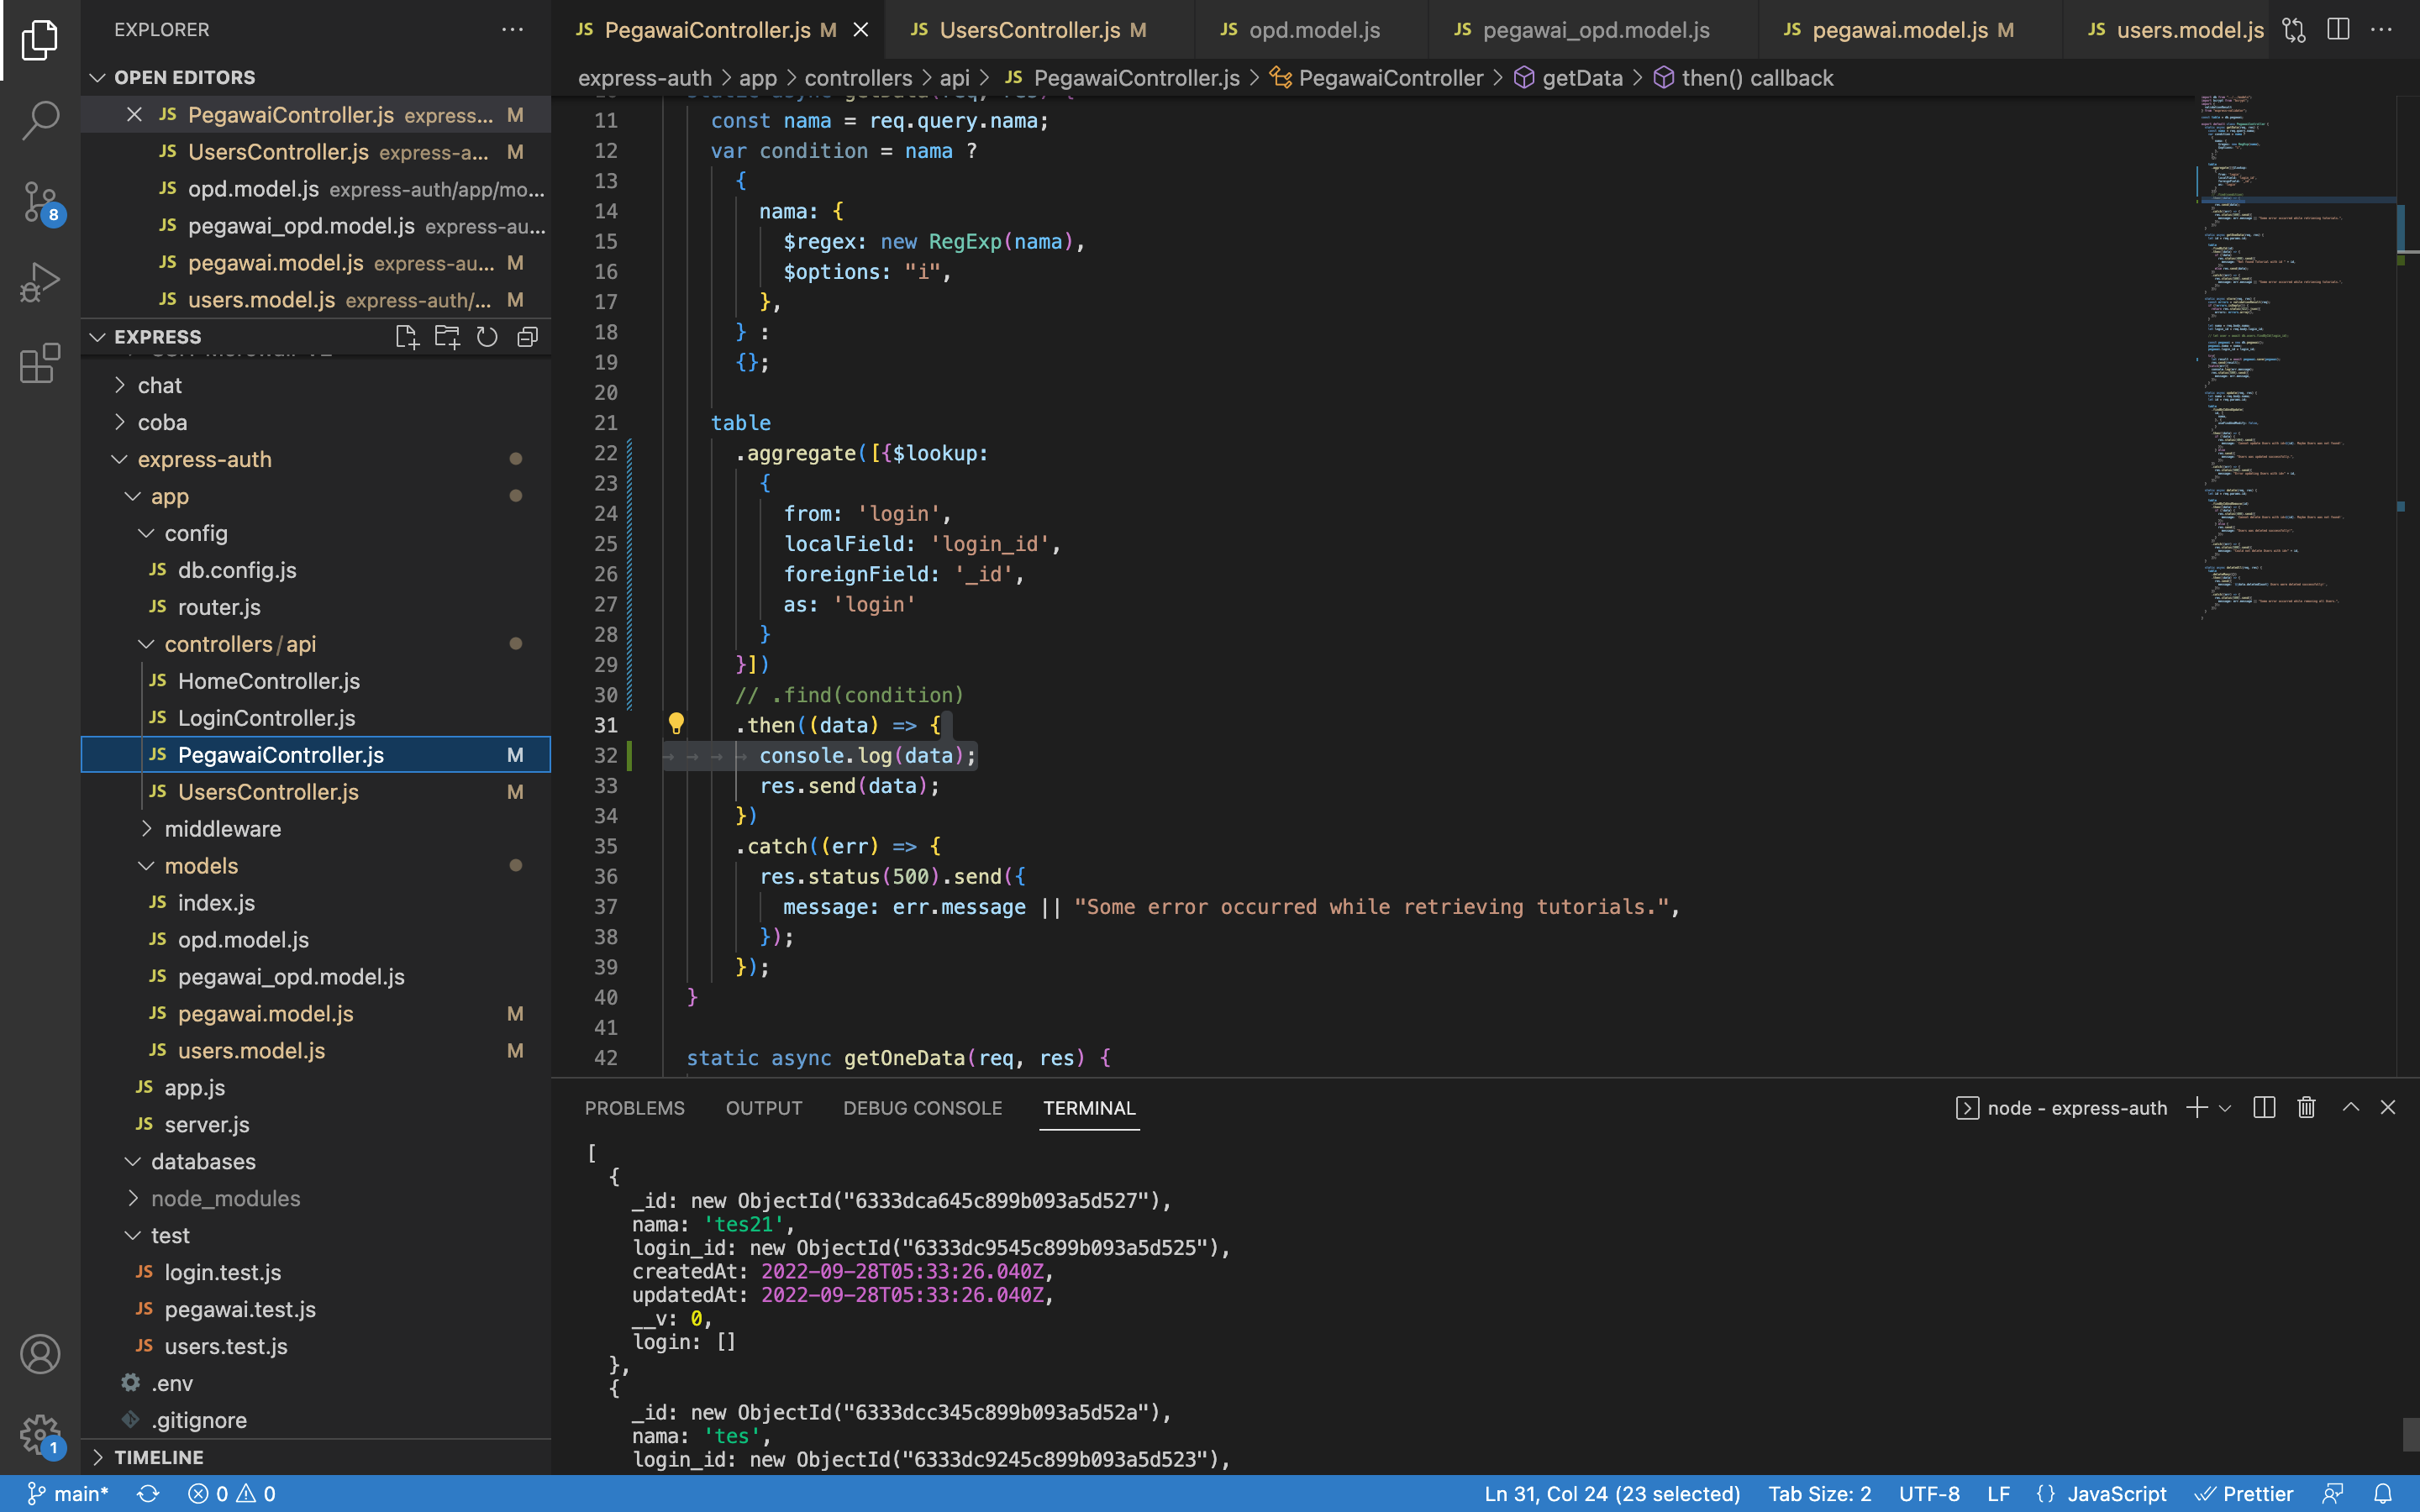 EXPLORER
OPEN EDITORS
JS PegawaiController.js express... M
JS UsersController.js express-a... M
JS opd.model.js express-auth/app/mo...
JS pegawai_opd.model.js express-au...
JS pegawai.model.js express-au... M
JS users.model.js express-auth/... M
EXPRESS
chat
coba
express-auth
app
config
JS db.config.js
JS router.js
controllers/api
JS HomeController.js
JS LoginController.js
JS PegawaiController.js M
JS UsersController.js M
middleware
models
JS index.js
JS opd.model.js
JS pegawai_opd.model.js
JS pegawai.model.js M
JS users.model.js M
JS app.js
JS server.js
databases
node_modules
test
JS login.test.js
JS pegawai.test.js
JS users.test.js
.env
.gitignore
TIMELINE
8
1
JS PegawaiController.js M JS UsersController.js M JS opd.model.js JS pegawai_opd.model.js JS pegawai.model.js M JS users.model.js
express-auth > app > controllers > api > JS PegawaiController.js > PegawaiController > getData > then() callback
11 const nama = req.query.nama;
12 var condition = nama ?
13 {
14 nama: {
15 $regex: new RegExp(nama),
16 $options: "i",
17 },
18 } :
19 {};
20
21 table
22 .aggregate([{$lookup:
23 {
24 from: 'login',
25 localField: 'login_id',
26 foreignField: '_id',
27 as: 'login'
28 }
29 }])
30 // .find(condition)
31 .then((data) => {
32 console.log(data);
33 res.send(data);
34 })
35 .catch((err) => {
36 res.status(500).send({
37 message: err.message || "Some error occurred while retrieving tutorials.",
38 });
39 });
40 }
41
42 static async getOneData(req, res) {
PROBLEMS OUTPUT DEBUG CONSOLE TERMINAL node - express-auth
[
{
_id: new ObjectId("6333dca645c899b093a5d527"),
nama: 'tes21',
login_id: new ObjectId("6333dc9545c899b093a5d525"),
createdAt: 2022-09-28T05:33:26.040Z,
updatedAt: 2022-09-28T05:33:26.040Z,
__v: 0,
login: []
},
{
_id: new ObjectId("6333dcc345c899b093a5d52a"),
nama: 'tes',
login_id: new ObjectId("6333dc9245c899b093a5d523"),
main* 0 0 Ln 31, Col 24 (23 selected) Tab Size: 2 UTF-8 LF {} JavaScript Prettier